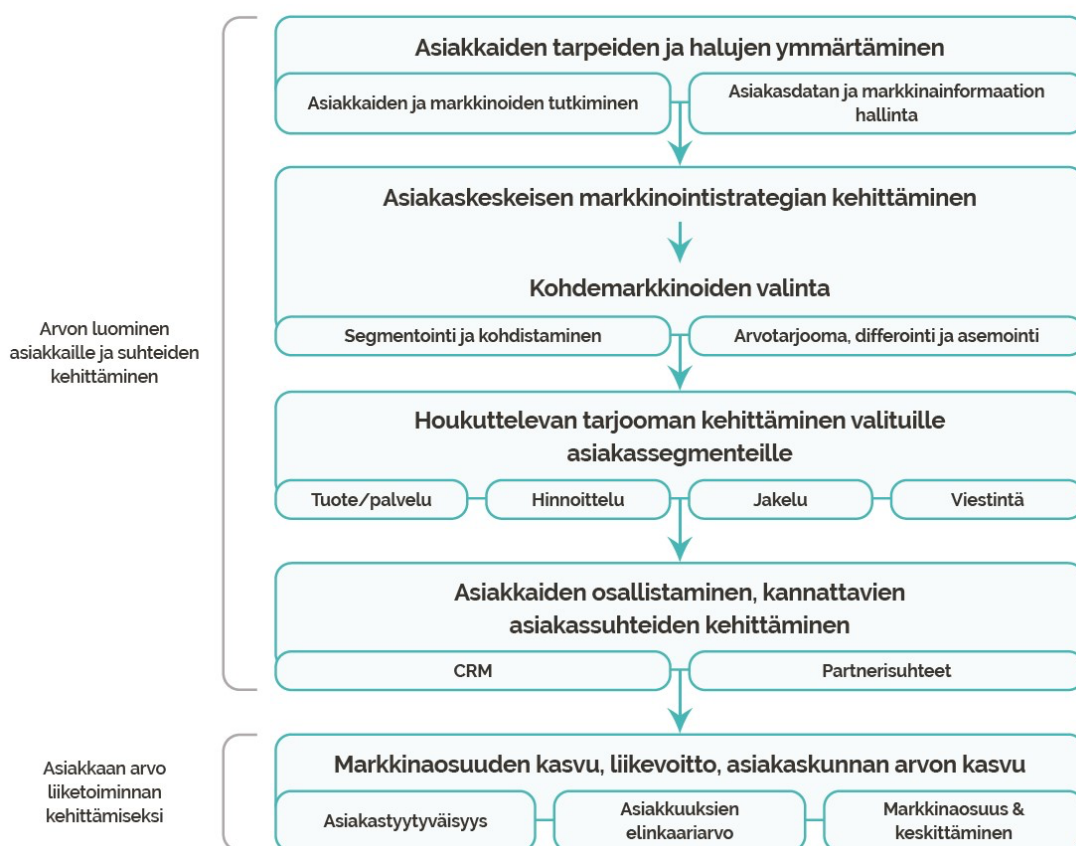 Asiakkaiden tarpeiden ja halujen ymmärtäminen
Asiakkaiden ja markkinoiden tutkiminen
Asiakasdatan ja markkinainformaation
hallinta
Asiakaskeskeisen markkinointistrategian kehittäminen
Kohdemarkkinoiden valinta
Segmentointi ja kohdistaminen
Arvotarjooma, differointi ja asemointi
Arvon luominen
asiakkaille ja suhteiden
kehittäminen
Houkuttelevan tarjooman kehittäminen valituille
asiakassegmenteille
Tuote/palvelu
Hinnoittelu
Jakelu
Viestintä
Asiakkaiden osallistaminen, kannattavien
asiakassuhteiden kehittäminen
CRM
Partnerisuhteet
Asiakkaan arvo
liiketoiminnan
kehittämiseksi
Markkinaosuuden kasvu, liikevoitto, asiakaskunnan arvon kasvu
Asiakastyytyväisyys
Asiakkuuksien
elinkaariarvo
Markkinaosuus &
keskittäminen